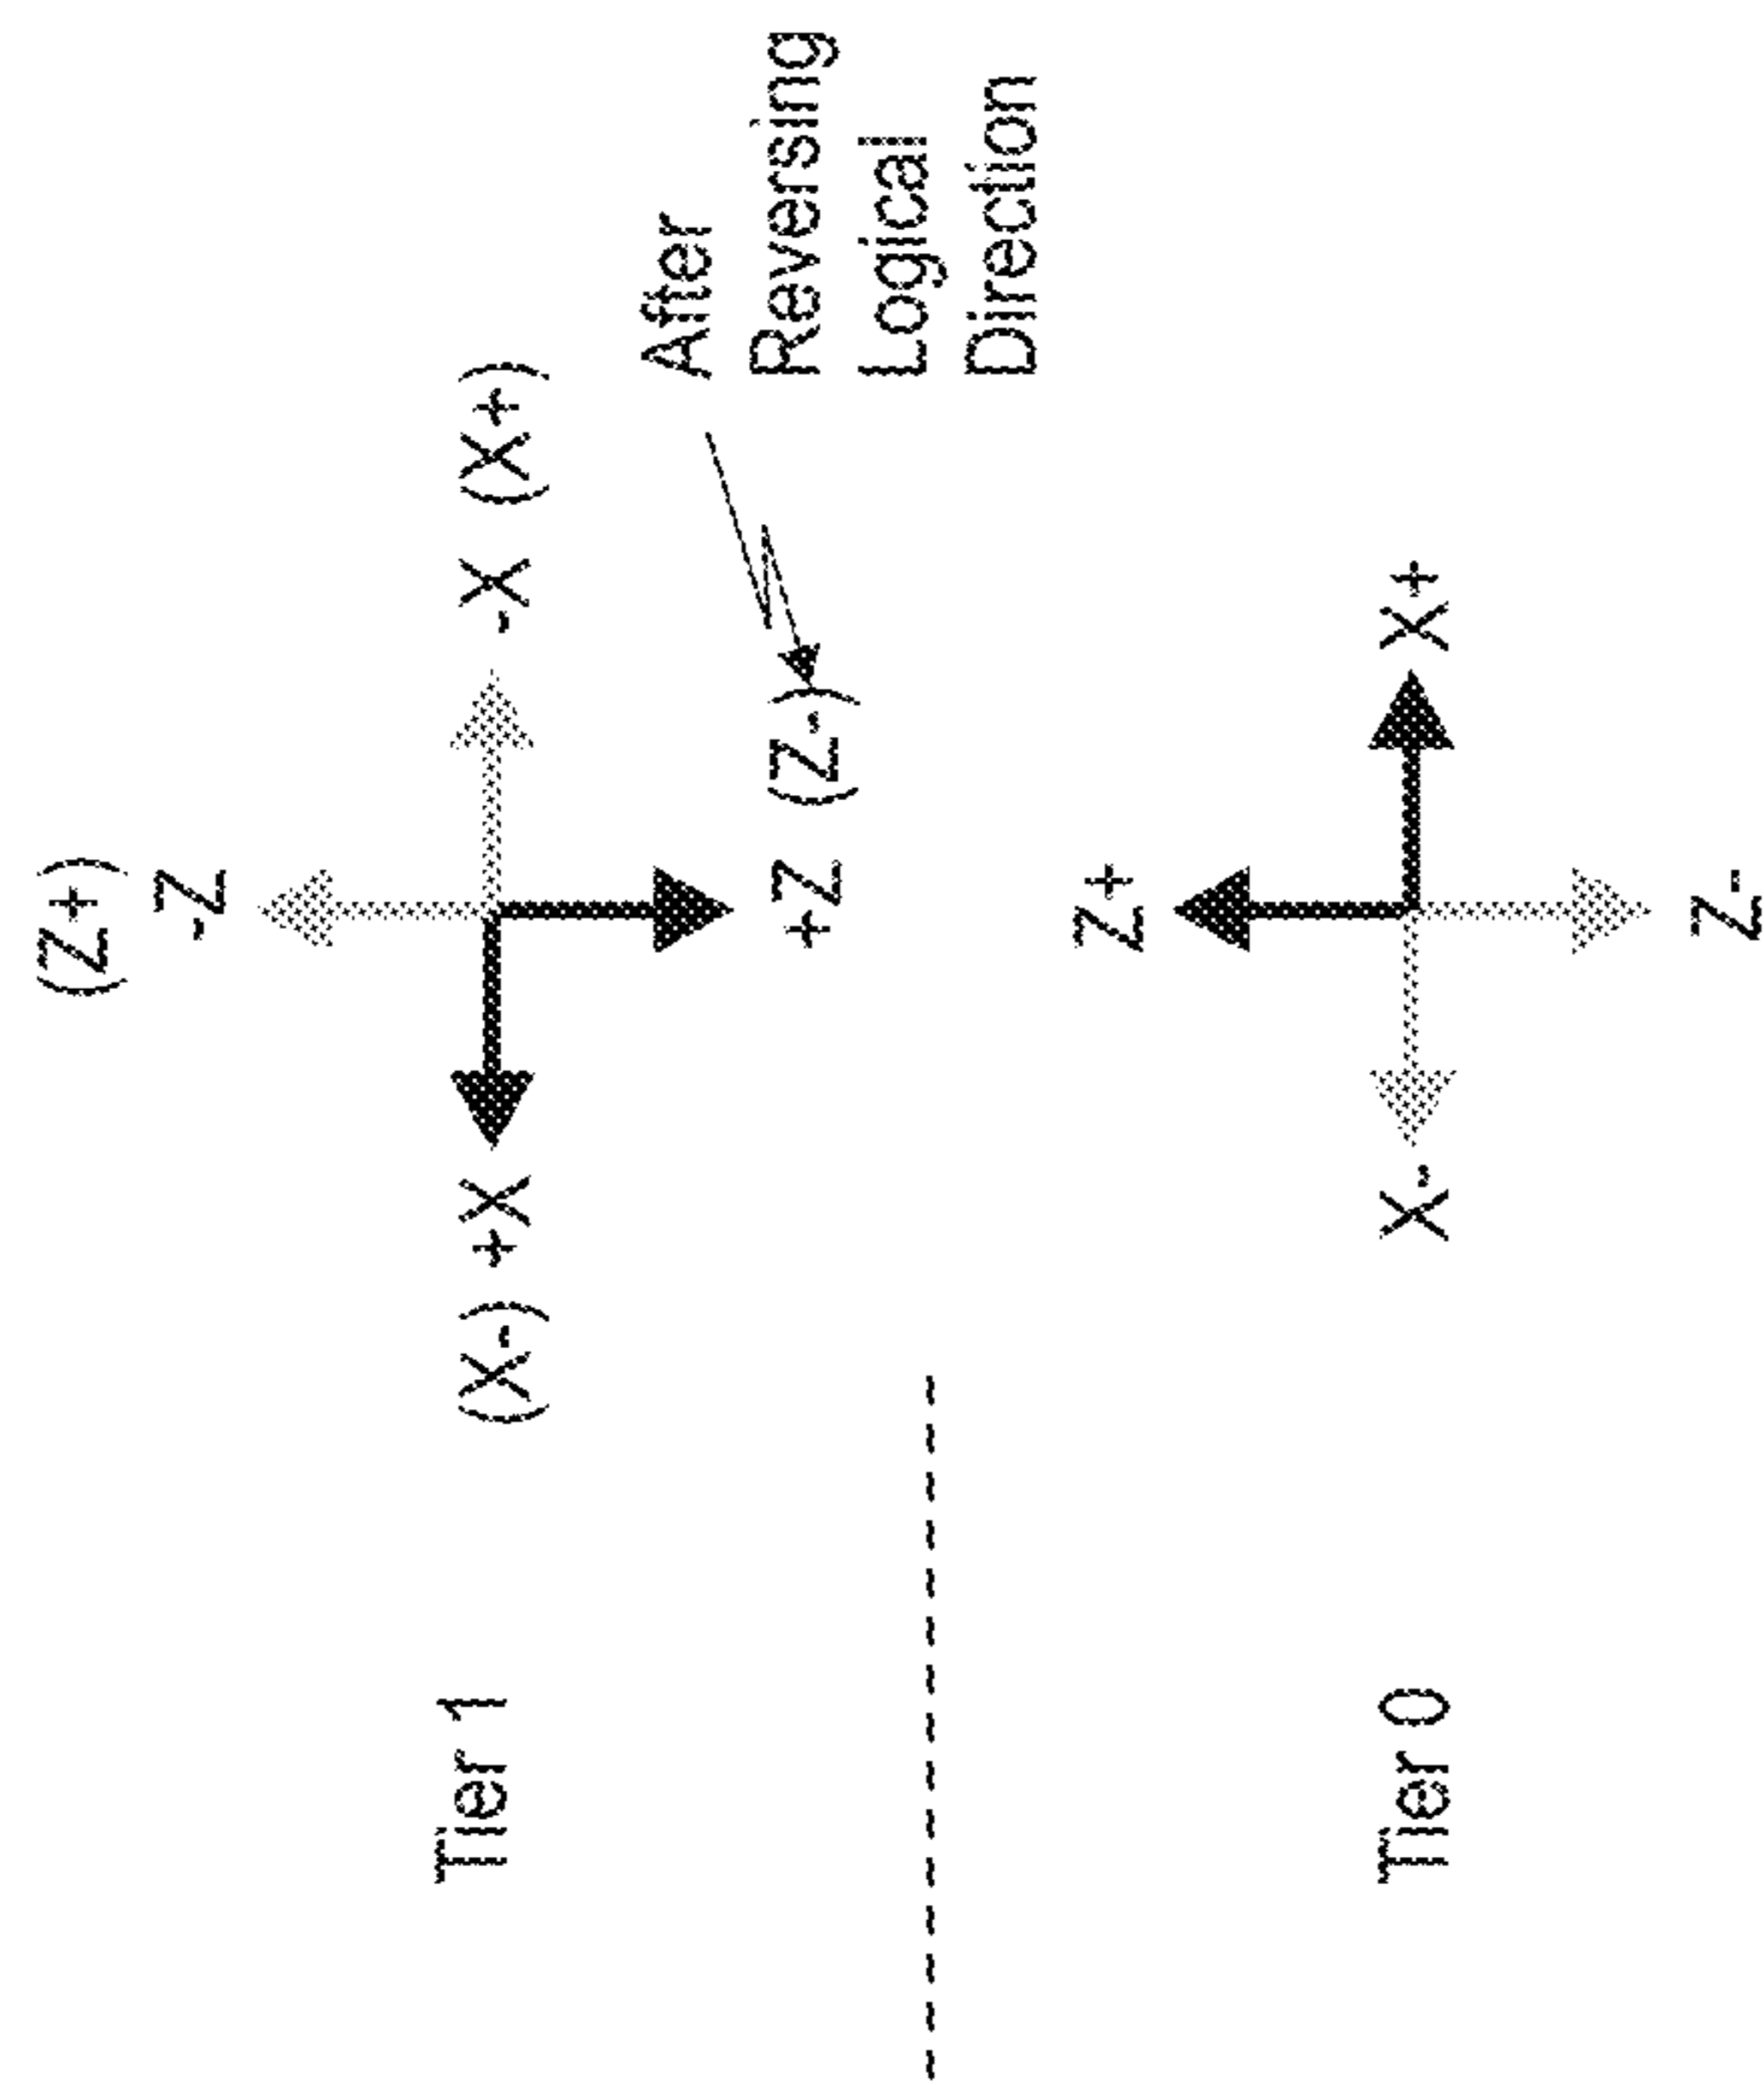 (Z+)
-Z
Tier 1
(X-) +X
-X (X+)
+Z (Z-)
After
Reversing
Logical
Direction
Z+
Tier 0
X-
X+
Z-